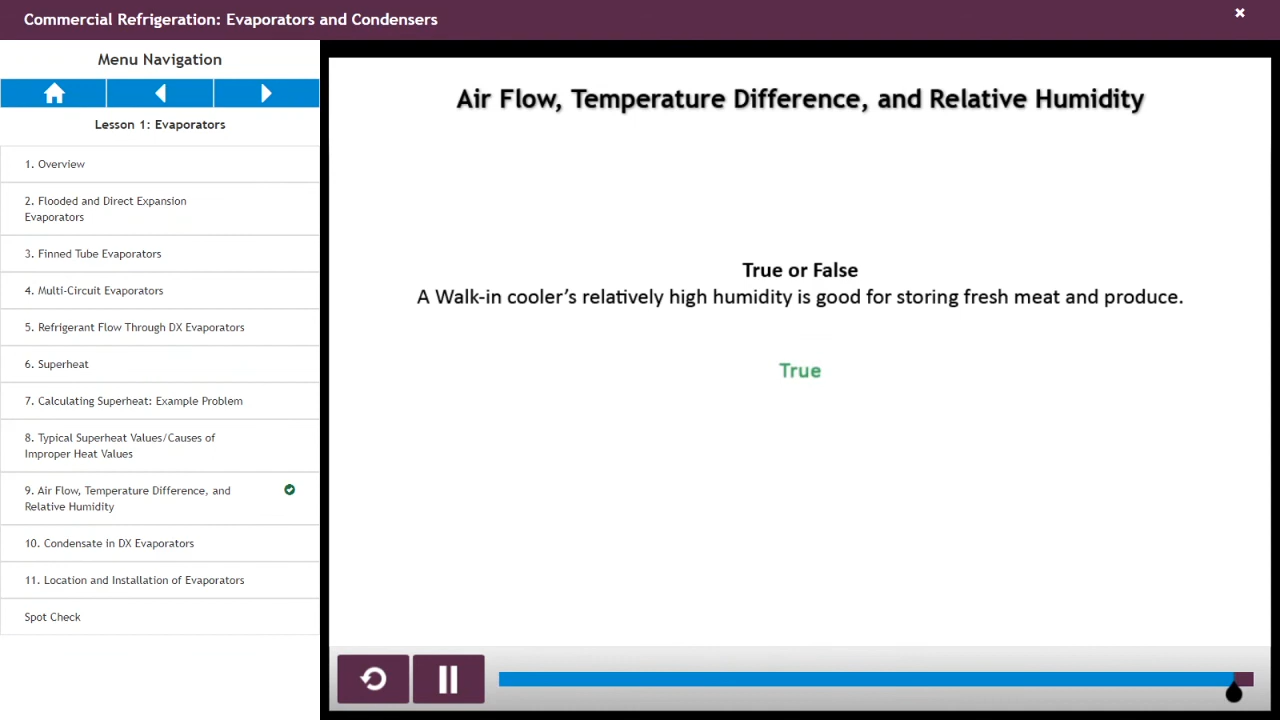 Commercial Refrigeration: Evaporators and Condensers
Menu Navigation
Lesson 1: Evaporators
1. Overview
2. Flooded and Direct Expansion
Evaporators
3. Finned Tube Evaporators
4. Multi-Circuit Evaporators
5. Refrigerant Flow Through DX Evaporators
6. Superheat
7. Calculating Superheat: Example Problem
8. Typical Superheat Values/Causes of
Improper Heat Values
9. Air Flow, Temperature Difference, and
Relative Humidity
10. Condensate in DX Evaporators
11. Location and Installation of Evaporators
Spot Check
Air Flow, Temperature Difference, and Relative Humidity
True or False
A Walk-in cooler’s relatively high humidity is good for storing fresh meat and produce.
True